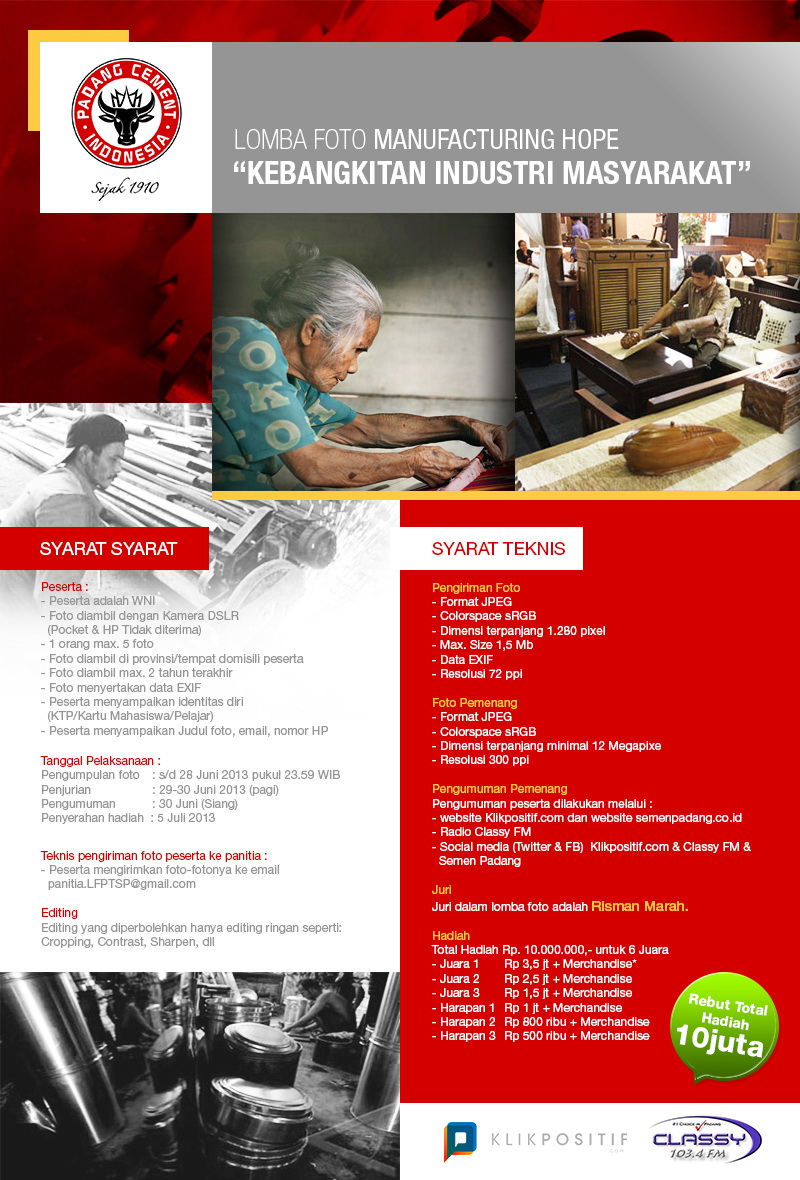 PADANG CEMENT
INDONESIA
Sejak 1910
LOMBA FOTO MANUFACTURING HOPE
“KEBANGKITAN INDUSTRI MASYARAKAT”
SYARAT SYARAT
Peserta :
- Peserta adalah WNI
- Foto diambil dengan Kamera DSLR
(Pocket & HP Tidak diterima)
- 1 orang max. 5 foto
- Foto diambil di provinsi/tempat domisili peserta
- Foto diambil max. 2 tahun terakhir
- Foto menyertakan data EXIF
- Peserta menyampaikan identitas diri
(KTP/Kartu Mahasiswa/Pelajar)
- Peserta menyampaikan Judul foto, email, nomor HP
Tanggal Pelaksanaan :
Pengumpulan foto : s/d 28 Juni 2013 pukul 23.59 WIB
Penjurian : 29-30 Juni 2013 (pagi)
Pengumuman : 30 Juni (Siang)
Penyerahan hadiah : 5 Juli 2013
Teknis pengiriman foto peserta ke panitia :
- Peserta mengirimkan foto-fotonya ke email
panitia.LFPTSP@gmail.com
Editing
Editing yang diperbolehkan hanya editing ringan seperti:
Cropping, Contrast, Sharpen, dll
SYARAT TEKNIS
Pengiriman Foto
- Format JPEG
- Colorspace sRGB
- Dimensi terpanjang 1.280 pixel
- Max. Size 1,5 Mb
- Data EXIF
- Resolusi 72 ppi
Foto Pemenang
- Format JPEG
- Colorspace sRGB
- Dimensi terpanjang minimal 12 Megapixe
- Resolusi 300 ppi
Pengumuman Pemenang
Pengumuman peserta dilakukan melalui :
- website Klikpositif.com dan website semenpadang.co.id
- Radio Classy FM
- Social media (Twitter & FB) Klikpositif.com & Classy FM &
Semen Padang
Juri
Juri dalam lomba foto adalah Risman Marah.
Hadiah
Total Hadiah Rp. 10.000.000,- untuk 6 Juara
- Juara 1 Rp 3,5 jt + Merchandise*
- Juara 2 Rp 2,5 jt + Merchandise
- Juara 3 Rp 1,5 jt + Merchandise
- Harapan 1 Rp 1 jt + Merchandise
- Harapan 2 Rp 800 ribu + Merchandise
- Harapan 3 Rp 500 ribu + Merchandise
Rebut Total
Hadiah
10juta
KLIKPOSITIF
.COM
#1 CHOICE IN PADANG
CLASSY
103.4 FM